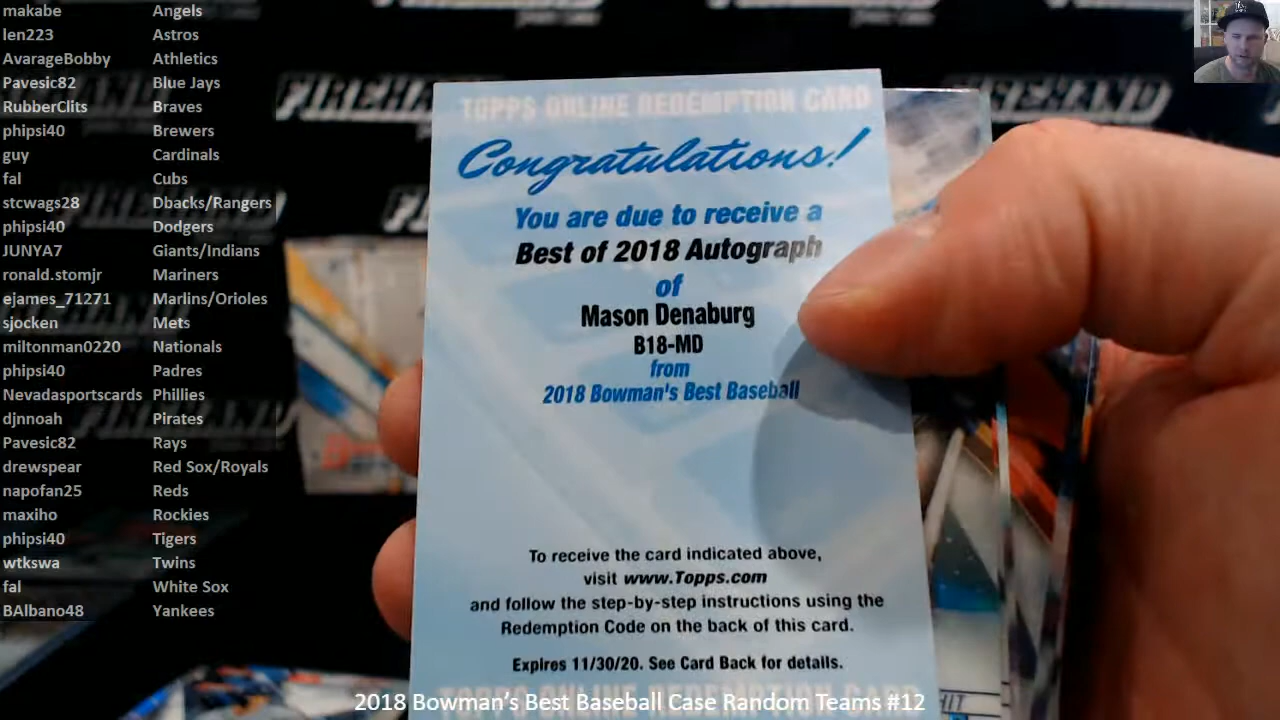 makabe Angels
len223 Astros
AvarageBobby Athletics
Pavesic82 Blue Jays
RubberClits Braves
phipsi40 Brewers
guy Cardinals
fal Cubs
stcwags28 Dbacks/Rangers
phipsi40 Dodgers
JUNYA7 Giants/Indians
ronald.stomjr Mariners
ejames_71271 Marlins/Orioles
sjocken Mets
miltonman0220 Nationals
phipsi40 Padres
Nevadasportscards Phillies
djnnoah Pirates
Pavesic82 Rays
drewspear Red Sox/Royals
napofan25 Reds
maxiho Rockies
phipsi40 Tigers
wtkswa Twins
fal White Sox
BAlbano48 Yankees
FIREHAND
TOPPS ONLINE REDEMPTION CARD
Congratulations!
You are due to receive a
Best of 2018 Autograph
of
Mason Denaburg
B18-MD
from
2018 Bowman's Best Baseball
To receive the card indicated above,
visit www.Topps.com
and follow the step-by-step instructions using the
Redemption Code on the back of this card.
Expires 11/30/20. See Card Back for details.
TOPPS ONLINE REDEMPTION CARD
2018 Bowman’s Best Baseball Case Random Teams #12